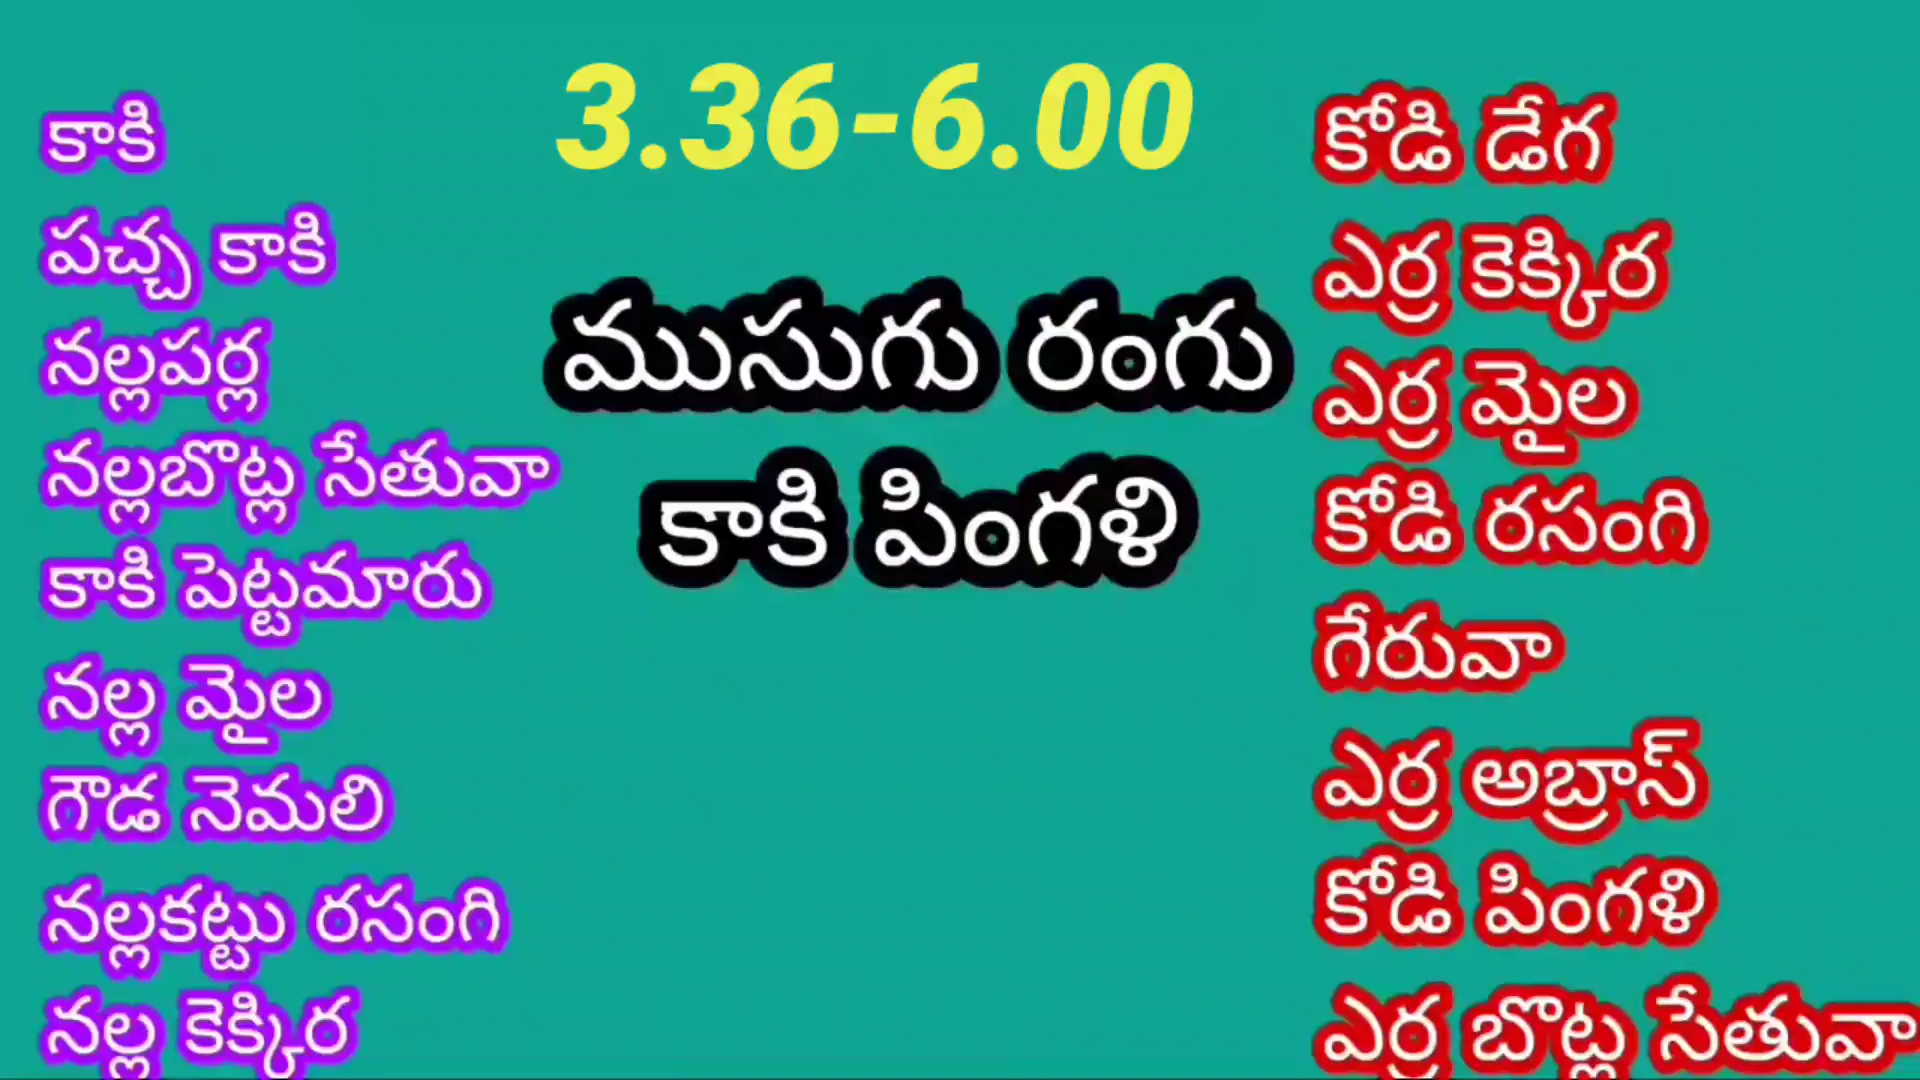 3.36-6.00
ముసుగు రంగు
కాకి పింగళి
కాకి
పచ్చ కాకి
నల్లపర్ల
నల్లబొట్ల సేతువా
కాకి పెట్టమారు
నల్ల మైల
గౌడ నెమలి
నల్లకట్టు రసంగి
నల్ల కెక్కిర
కోడి డేగ
ఎర్ర కెక్కిర
ఎర్ర మైల
కోడి రసంగి
గేరువా
ఎర్ర అబ్రాస్
కోడి పింగళి
ఎర్ర బొట్ల సేతువా